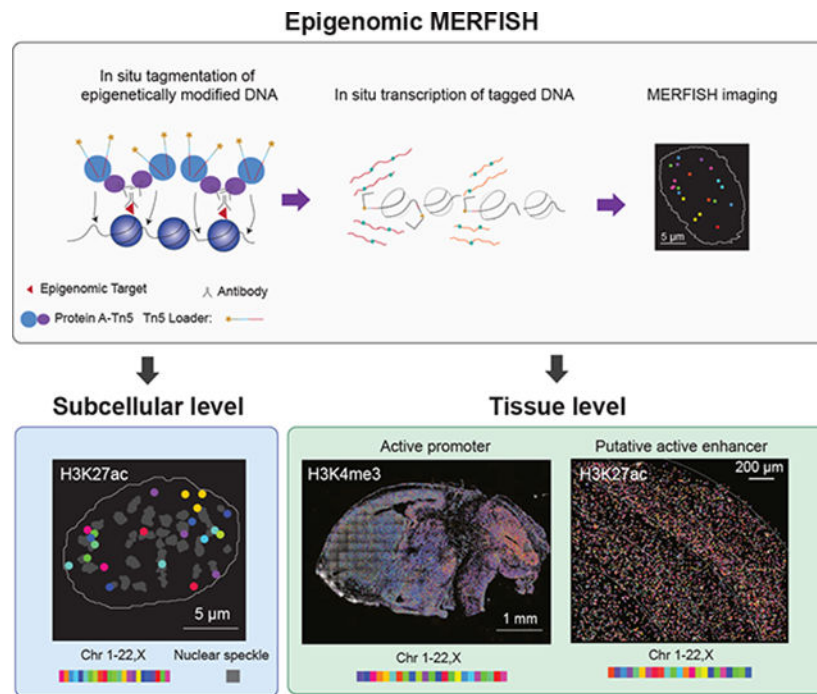 Epigenomic MERFISH
In situ tagmentation of
epigenetically modified DNA
In situ transcription of tagged DNA
MERFISH imaging
5 µm
Epigenomic Target
Antibody
Protein A-Tn5
Tn5 Loader:
Subcellular level
Tissue level
H3K27ac
5 µm
Chr 1-22,X
Nuclear speckle
Active promoter
H3K4me3
1 mm
Chr 1-22,X
Putative active enhancer
H3K27ac
200 µm
Chr 1-22,X